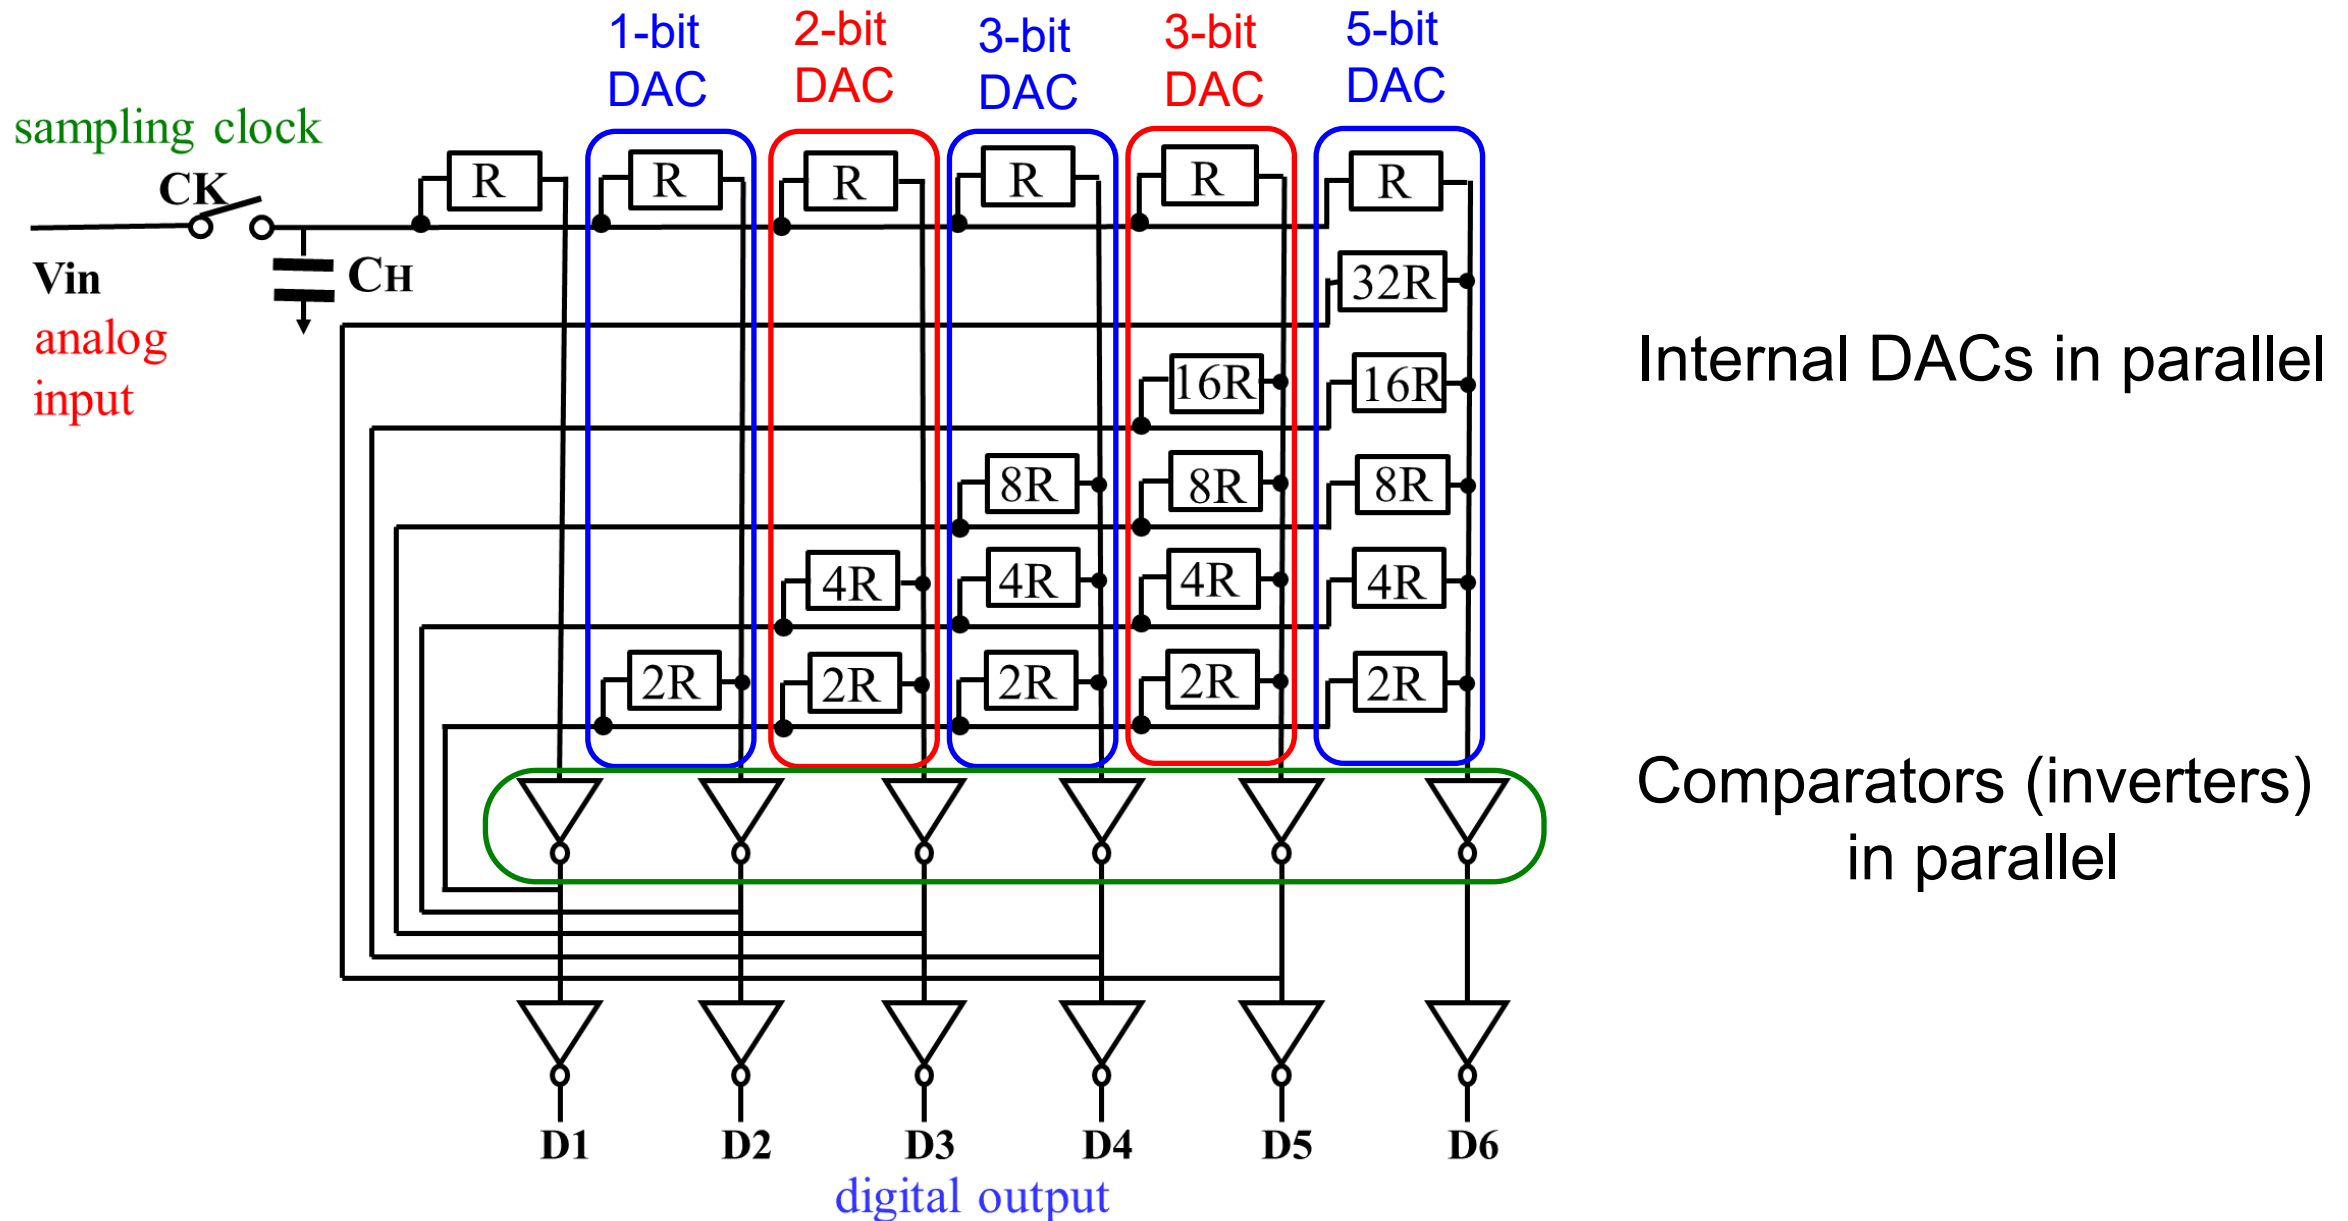 1-bit
DAC
2-bit
DAC
3-bit
DAC
3-bit
DAC
5-bit
DAC
sampling clock
CK
Vin
analog
input
CH
R
R
R
R
R
R
32R
16R
16R
8R
8R
8R
4R
4R
4R
4R
2R
2R
2R
2R
2R
Internal DACs in parallel
Comparators (inverters)
in parallel
D1
D2
D3
D4
D5
D6
digital output